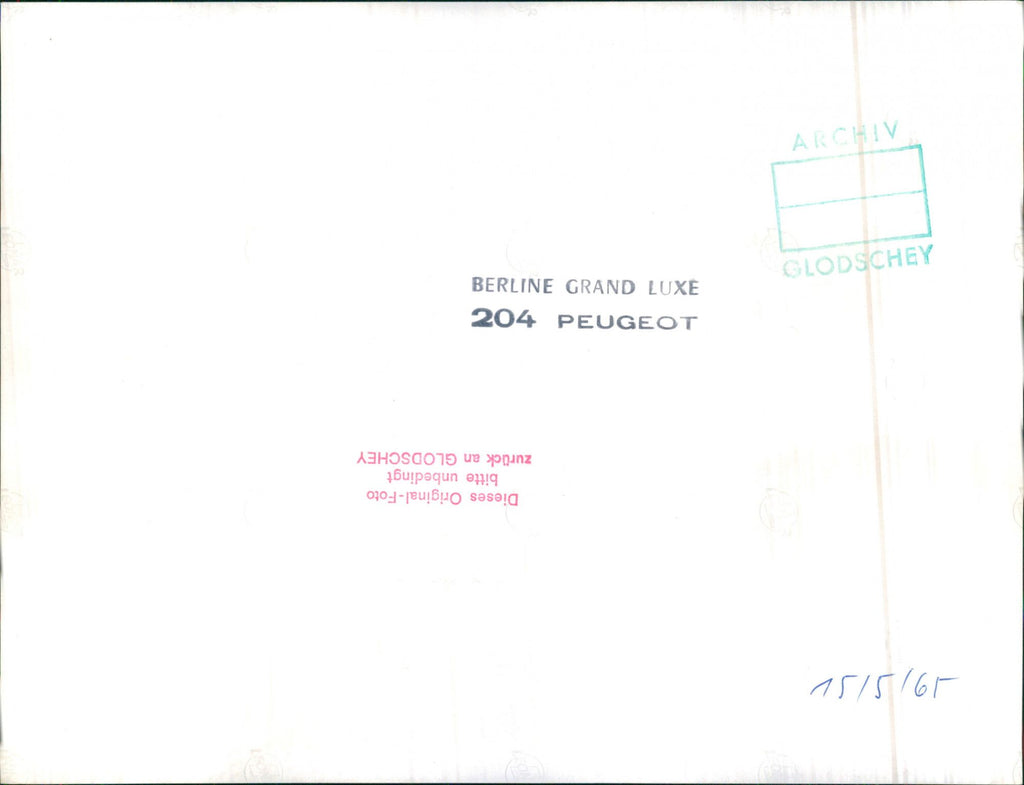 ARCHIV
GLODSCHEY
BERLINE GRAND LUXE
204 PEUGEOT
Dieses Original-Foto
bitte unbedingt
zurück an GLODSCHEY
15/5/65